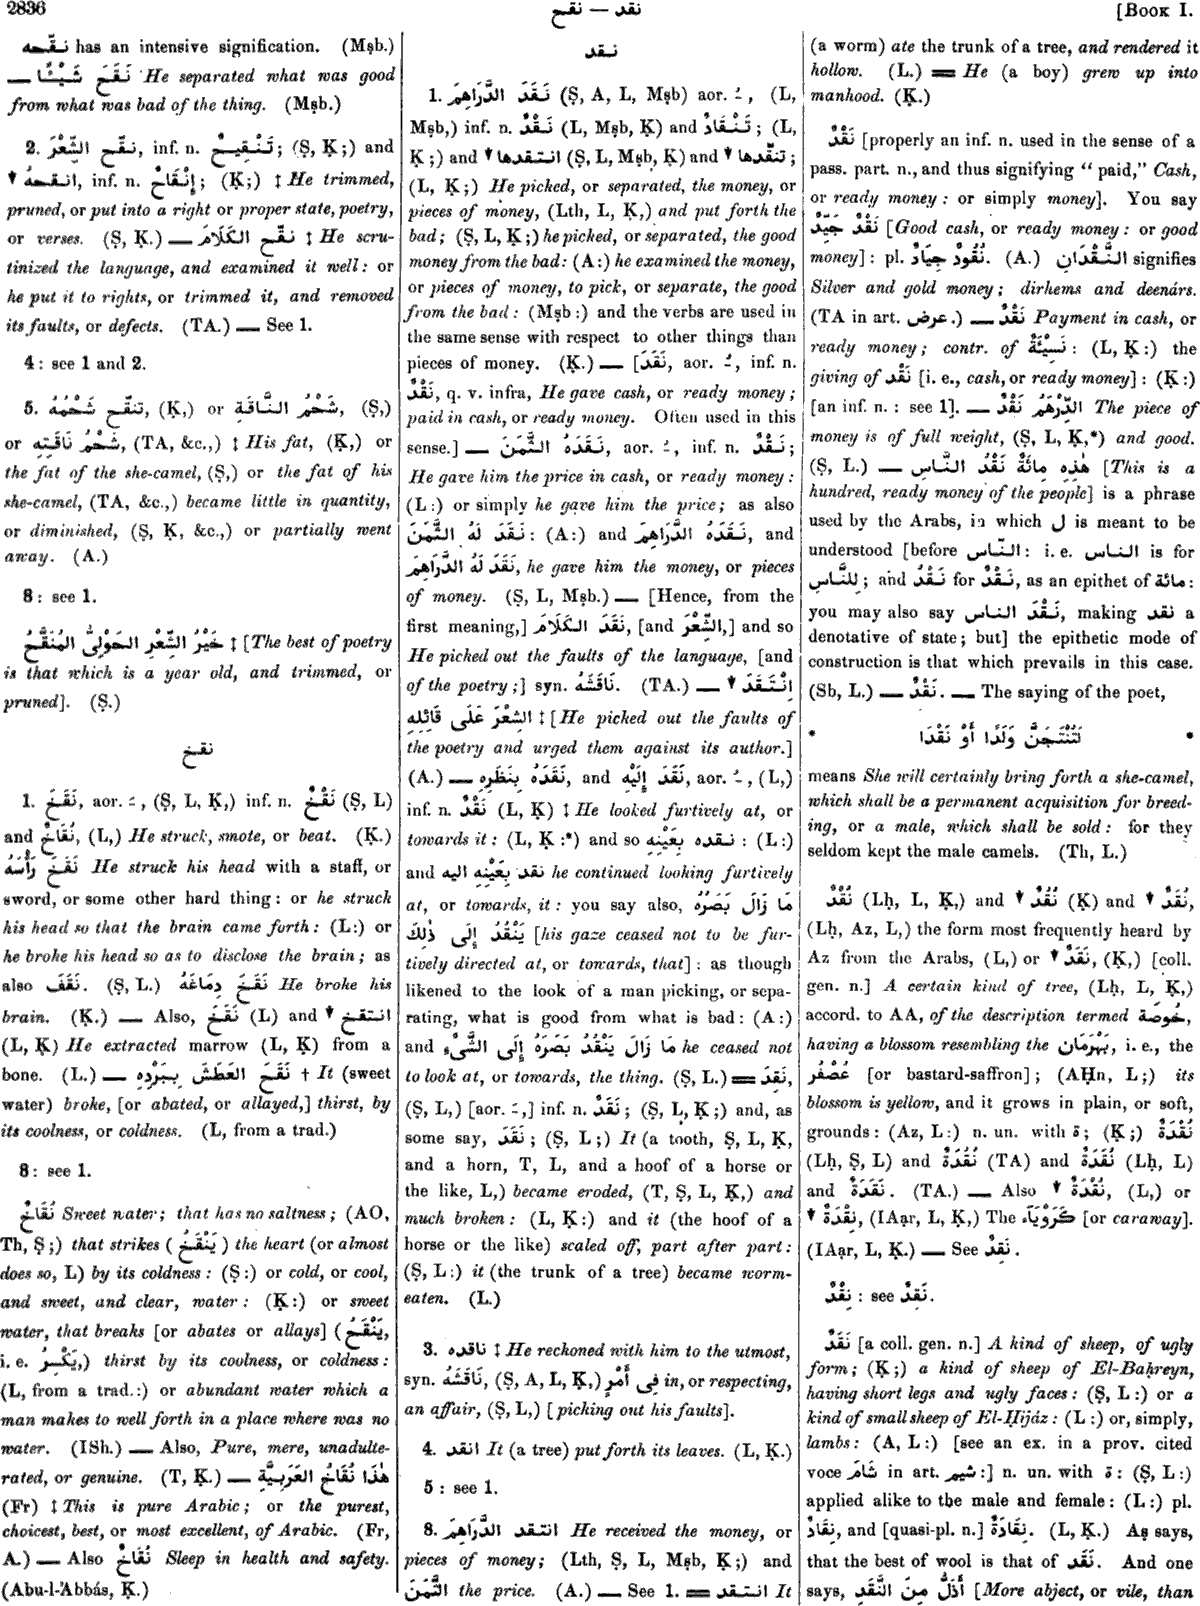 2836
نقد — نقح
[BOOK I.
نقّحه has an intensive signification. (Mṣb.)
— نَقَحَ شَيْئًا He separated what was good
from what was bad of the thing. (Mṣb.)
2. نقّح الشِّعْرَ, inf. n. تَنْقِيحٌ; (Ṣ, Ḳ;) and
▼ انقحهُ, inf. n. إِنْقَاحٌ; (Ḳ;) ‡ He trimmed,
pruned, or put into a right or proper state, poetry,
or verses. (Ṣ, Ḳ.) — نقّح الكَلَامَ ‡ He scru-
tinized the language, and examined it well: or
he put it to rights, or trimmed it, and removed
its faults, or defects. (TA.) — See 1.
4: see 1 and 2.
5. تنقّح شَحْمُهُ, (Ḳ,) or شَحْمُ النَّاقَةِ, (Ṣ,)
or شَحْمُ نَاقَتِهِ, (TA, &c.,) ‡ His fat, (Ḳ,) or
the fat of the she-camel, (Ṣ,) or the fat of his
she-camel, (TA, &c.,) became little in quantity,
or diminished, (Ṣ, Ḳ, &c.,) or partially went
away. (A.)
8: see 1.
خَيْرُ الشِّعْرِ الحَوْلِىُّ المُنَقَّحُ ‡ [The best of poetry
is that which is a year old, and trimmed, or
pruned]. (Ṣ.)
نقخ
1. نَقَخَ, aor. ـَ, (Ṣ, L, Ḳ,) inf. n. نَقْخٌ (Ṣ, L)
and نُقَاخٌ, (L,) He struck, smote, or beat. (Ḳ.)
نَقَخَ رَأْسَهُ He struck his head with a staff, or
sword, or some other hard thing: or he struck
his head so that the brain came forth: (L:) or
he broke his head so as to disclose the brain; as
also نَقَفَ. (Ṣ, L.) نَقَخَ دِمَاغَهُ He broke his
brain. (Ḳ.) — Also, نَقَخَ (L) and ▼ انتقخ
(L, Ḳ) He extracted marrow (L, Ḳ) from a
bone. (L.) — نَقَخَ العَطَشَ بِبَرْدِهِ † It (sweet
water) broke, [or abated, or allayed,] thirst, by
its coolness, or coldness. (L, from a trad.)
8: see 1.
نُقَاخٌ Sweet water; that has no saltness; (AO,
Th, Ṣ;) that strikes (يَنْقَخُ) the heart (or almost
does so, L) by its coldness: (Ṣ:) or cold, or cool,
and sweet, and clear, water: (Ḳ:) or sweet
water, that breaks [or abates or allays] (يَنْقَخُ,
i. e. يَكْسِرُ,) thirst by its coolness, or coldness:
(L, from a trad.:) or abundant water which a
man makes to well forth in a place where was no
water. (ISh.) — Also, Pure, mere, unadulte-
rated, or genuine. (T, Ḳ.) — هٰذَا نُقَاخُ العَرَبِيَّةِ
(Fr) ‡ This is pure Arabic; or the purest,
choicest, best, or most excellent, of Arabic. (Fr,
A.) — Also نُقَاخٌ Sleep in health and safety.
(Abu-l-'Abbás, Ḳ.)
نقد
1. نَقَدَ الدَّرَاهِمَ (Ṣ, A, L, Mṣb) aor. ـُ, (L,
Mṣb,) inf. n. نَقْدٌ (L, Mṣb, Ḳ) and تَنْقَادٌ; (L,
Ḳ;) and ▼ انتقدها (Ṣ, L, Mṣb, Ḳ) and ▼ تنقّدها;
(L, Ḳ;) He picked, or separated, the money, or
pieces of money, (Lth, L, Ḳ,) and put forth the
bad; (Ṣ, L, Ḳ;) he picked, or separated, the good
money from the bad: (A:) he examined the money,
or pieces of money, to pick, or separate, the good
from the bad: (Mṣb:) and the verbs are used in
the same sense with respect to other things than
pieces of money. (Ḳ.) — [نَقَدَ, aor. ـُ, inf. n.
نَقْدٌ, q. v. infra, He gave cash, or ready money;
paid in cash, or ready money. Often used in this
sense.] — نَقَدَهُ الثَّمَنَ, aor. ـُ, inf. n. نَقْدٌ;
He gave him the price in cash, or ready money:
(L:) or simply he gave him the price; as also
نَقَدَ لَهُ الثَّمَنَ: (A:) and نَقَدَهُ الدَّرَاهِمَ, and
نَقَدَ لَهُ الدَّرَاهِمَ, he gave him the money, or pieces
of money. (Ṣ, L, Mṣb.) — [Hence, from the
first meaning,] نَقَدَ الكَلَامَ, [and الشِّعْرَ,] and so
He picked out the faults of the language, [and
of the poetry;] syn. نَاقَشَهُ. (TA.) — ▼ اِنْتَقَدَ
الشِّعْرَ عَلَى قَائِلِهِ ‡ [He picked out the faults of
the poetry and urged them against its author.]
(A.) — نَقَدَهُ بِنَظَرِهِ, and نَقَدَ إِلَيْهِ, aor. ـُ, (L,)
inf. n. نَقْدٌ (L, Ḳ) ‡ He looked furtively at, or
towards it: (L, Ḳ:*) and so نقده بِعَيْنِهِ: (L:)
and نقد بِعَيْنِهِ اليه he continued looking furtively
at, or towards, it: you say also, مَا زَالَ بَصَرُهُ
يَنْقُدُ إِلَى ذٰلِكَ [his gaze ceased not to be fur-
tively directed at, or towards, that]: as though
likened to the look of a man picking, or sepa-
rating, what is good from what is bad: (A:)
and مَا زَالَ يَنْقُدُ بَصَرَهُ إِلَى الشَّىْءِ he ceased not
to look at, or towards, the thing. (Ṣ, L.) == نَقِدَ,
(Ṣ, L,) [aor. ـَ,] inf. n. نَقَدٌ; (Ṣ, L, Ḳ;) and, as
some say, نَقَدَ; (Ṣ, L;) It (a tooth, Ṣ, L, Ḳ,
and a horn, T, L, and a hoof of a horse or
the like, L,) became eroded, (T, Ṣ, L, Ḳ,) and
much broken: (L, Ḳ:) and it (the hoof of a
horse or the like) scaled off, part after part:
(Ṣ, L:) it (the trunk of a tree) became worm-
eaten. (L.)
3. ناقده ‡ He reckoned with him to the utmost,
syn. نَاقَشَهُ, (Ṣ, A, L, Ḳ,) فِى أَمْرٍ in, or respecting,
an affair, (Ṣ, L,) [picking out his faults].
4. انقد It (a tree) put forth its leaves. (L, Ḳ.)
5: see 1.
8. انتقد الدَّرَاهِمَ He received the money, or
pieces of money; (Lth, Ṣ, L, Mṣb, Ḳ;) and
الثَّمَنَ the price. (A.) — See 1. == انتقد It
(a worm) ate the trunk of a tree, and rendered it
hollow. (L.) == He (a boy) grew up into
manhood. (Ḳ.)
نَقْدٌ [properly an inf. n. used in the sense of a
pass. part. n., and thus signifying "paid," Cash,
or ready money: or simply money]. You say
نَقْدٌ جَيِّدٌ [Good cash, or ready money: or good
money]: pl. نُقُودٌ جِيَادٌ. (A.) النَّقْدَانِ signifies
Silver and gold money; dirhems and deenárs.
(TA in art. عرض.) — نَقْدٌ Payment in cash, or
ready money; contr. of نَسِيْئَةٌ: (L, Ḳ:) the
giving of نَقْد [i. e., cash, or ready money]: (Ḳ:)
[an inf. n.: see 1]. — الدِّرْهَمُ نَقْدٌ The piece of
money is of full weight, (Ṣ, L, Ḳ,*) and good.
(Ṣ, L.) — هٰذِهِ مِائَةٌ نَقْدُ النَّاسِ [This is a
hundred, ready money of the people] is a phrase
used by the Arabs, in which ل is meant to be
understood [before النّاس: i. e. الناس is for
لِلنَّاسِ; and نَقْدُ for نَقْدٌ, as an epithet of مائة:
you may also say نَقْدَ الناس, making نقد a
denotative of state; but] the epithetic mode of
construction is that which prevails in this case.
(Sb, L.) — نَقْدٌ. — The saying of the poet,
* لَتُنْتَجَنَّ وَلَدًا أَوْ نَقْدَا *
means She will certainly bring forth a she-camel,
which shall be a permanent acquisition for breed-
ing, or a male, which shall be sold: for they
seldom kept the male camels. (Th, L.)
نُقْدٌ (Lḥ, L, Ḳ,) and ▼ نُقُدٌ (Ḳ) and ▼ نُقَدٌ,
(Lḥ, Az, L,) the form most frequently heard by
Az from the Arabs, (L,) or ▼ نَقَدٌ, (Ḳ,) [coll.
gen. n.] A certain kind of tree, (Lḥ, L, Ḳ,)
accord. to AA, of the description termed خُوصَة,
having a blossom resembling the بَهْرَمَان, i. e., the
عُصْفُر [or bastard-saffron]; (AḤn, L;) its
blossom is yellow, and it grows in plain, or soft,
grounds: (Az, L:) n. un. with ة; (Ḳ;) نُقْدَةٌ
(Lḥ, Ṣ, L) and نُقُدَةٌ (TA) and نُقَدَةٌ (Lḥ, L)
and نَقَدَةٌ. (TA.) — Also ▼ نُقْدَةٌ, (L,) or
▼ نِقْدَةٌ, (IAạr, L, Ḳ,) The كَرَوْيَآء [or caraway].
(IAạr, L, Ḳ.) — See نَقِدٌ.
نِقْدٌ: see نَقِدٌ.
نَقَدٌ [a coll. gen. n.] A kind of sheep, of ugly
form; (Ḳ;) a kind of sheep of El-Baḥreyn,
having short legs and ugly faces: (Ṣ, L:) or a
kind of small sheep of El-Ḥijáz: (L:) or, simply,
lambs: (A, L:) [see an ex. in a prov. cited
voce شَامَ in art. شيم:] n. un. with ة: (Ṣ, L:)
applied alike to the male and female: (L:) pl.
نِقَادٌ, and [quasi-pl. n.] نِقَادَةٌ. (L, Ḳ.) Aṣ says,
that the best of wool is that of نَقَد. And one
says, أَذَلُّ مِنَ النَّقَدِ [More abject, or vile, than